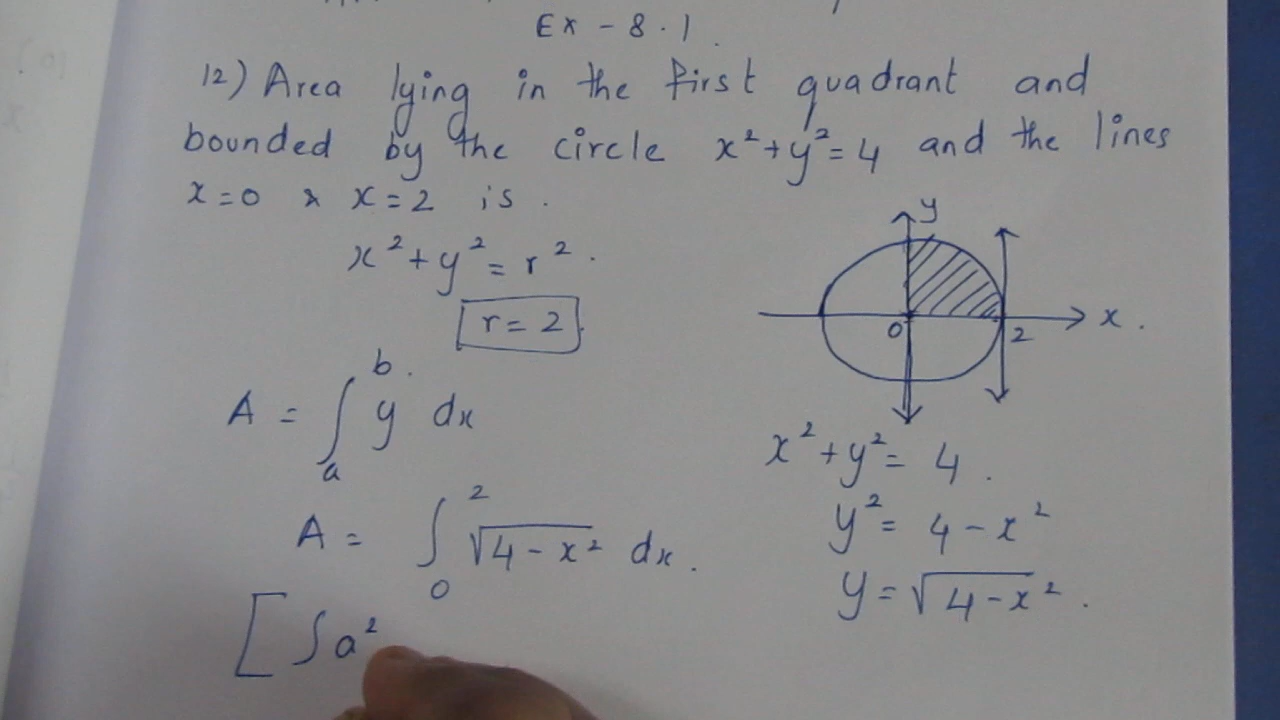 Ex - 8.1.
12) Area lying in the first quadrant and
bounded by the circle x²+y²=4 and the lines
x=0 & x=2 is.
x²+y²=r².
r=2
y
x.
0
2
A = ∫ₐᵇ y dx
A = ∫₀² √4-x² dx.
[∫a²
x²+y²=4.
y²=4-x²
y=√4-x².